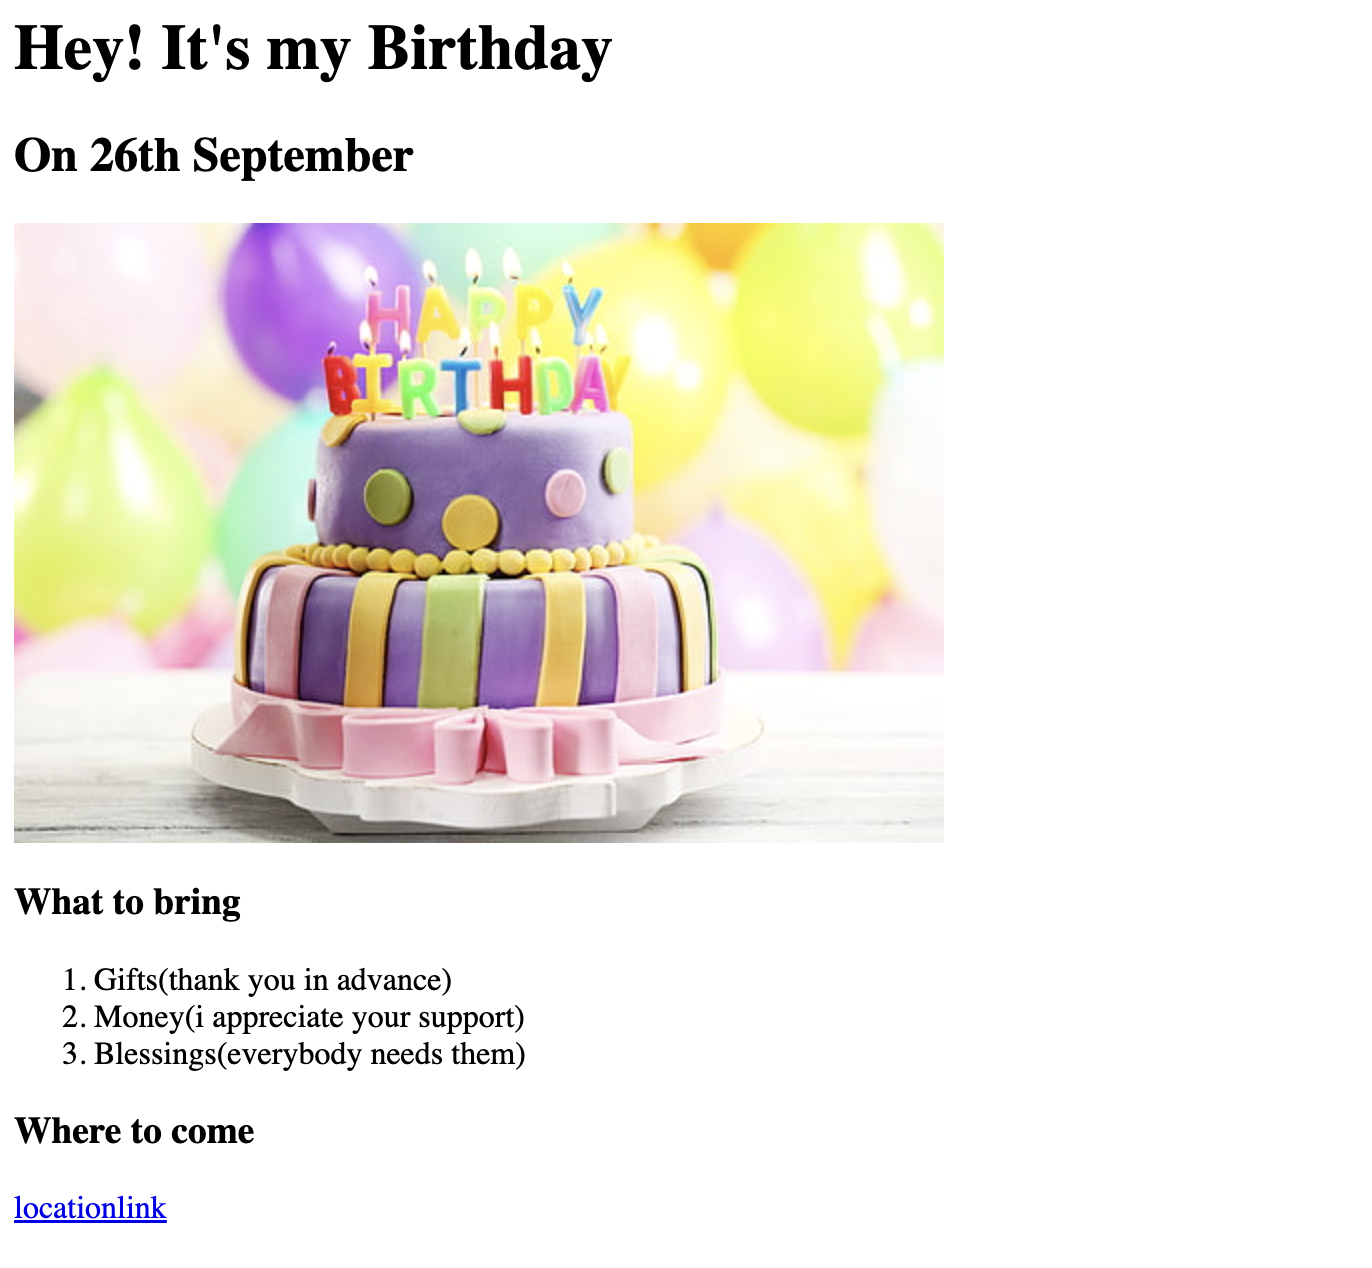 Hey! It's my Birthday
On 26th September
HAPPY
BIRTHDAY
What to bring
1. Gifts(thank you in advance)
2. Money(i appreciate your support)
3. Blessings(everybody needs them)
Where to come
locationlink